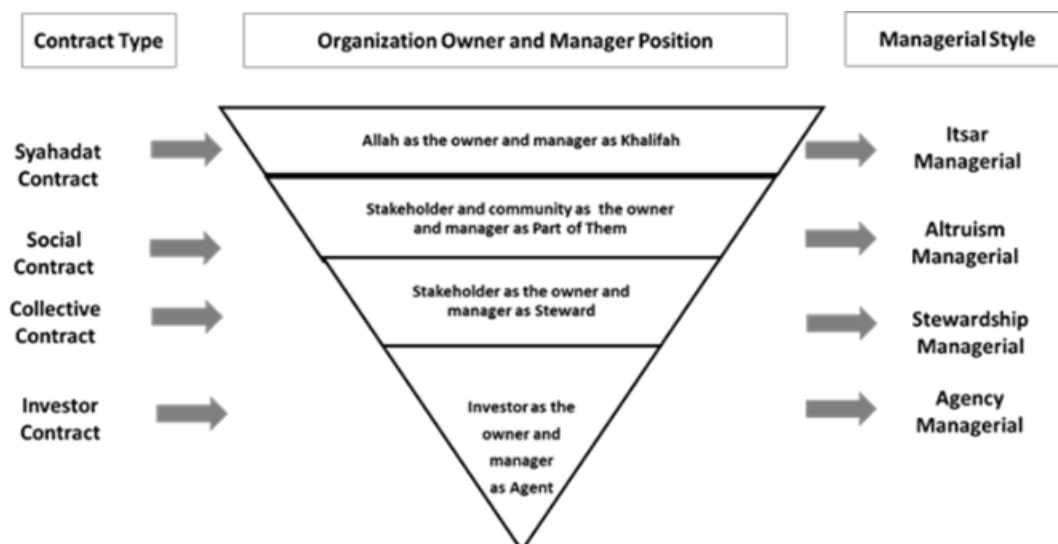 Contract Type
Organization Owner and Manager Position
Managerial Style
Syahadat
Contract
Allah as the owner and manager as Khalifah
Itsar
Managerial
Social
Contract
Stakeholder and community as the owner
and manager as Part of Them
Altruism
Managerial
Collective
Contract
Stakeholder as the owner and
manager as Steward
Stewardship
Managerial
Investor
Contract
Investor as the
owner and
manager
as Agent
Agency
Managerial